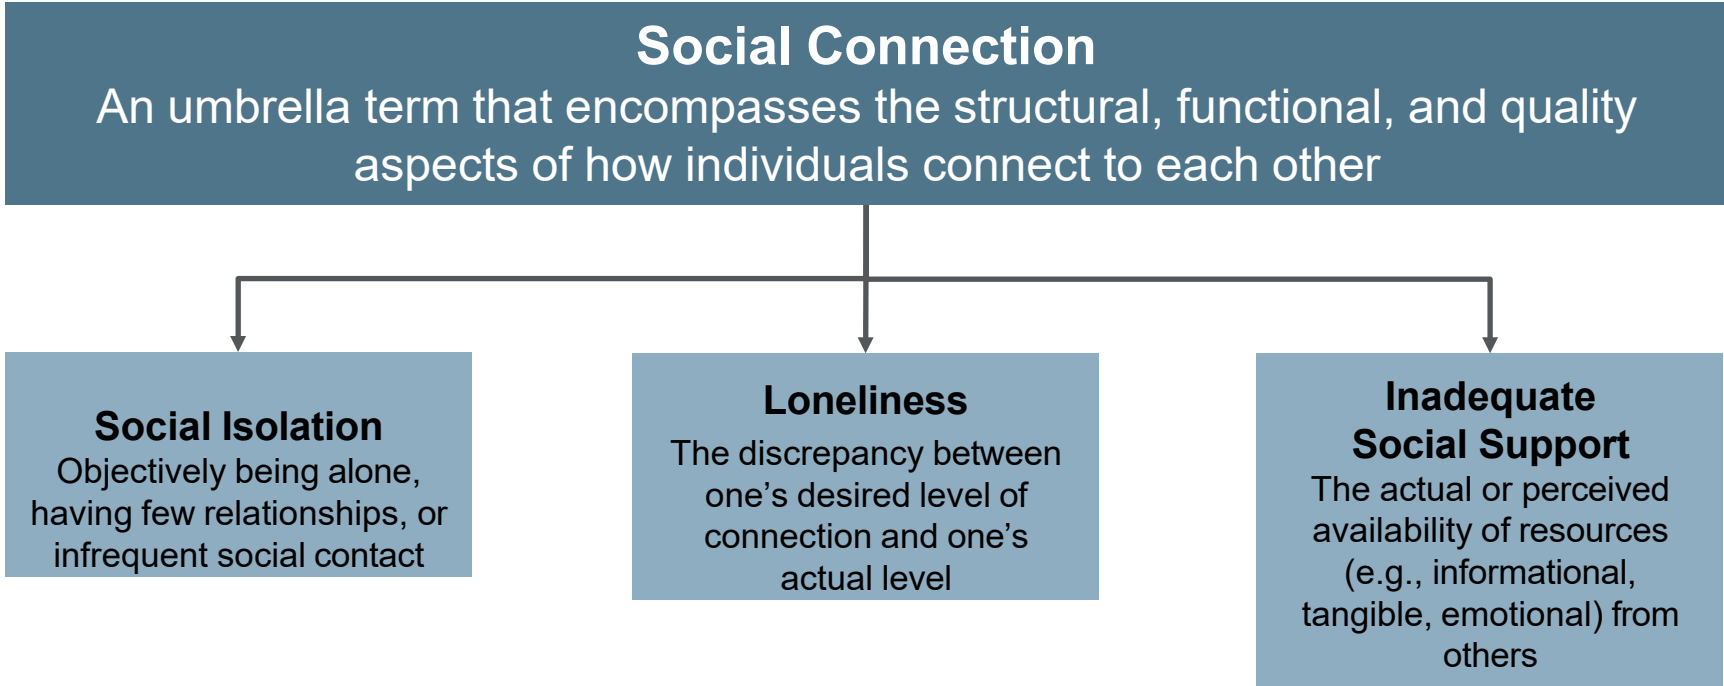 Social Connection
An umbrella term that encompasses the structural, functional, and quality
aspects of how individuals connect to each other
Social Isolation
Objectively being alone,
having few relationships, or
infrequent social contact
Loneliness
The discrepancy between
one’s desired level of
connection and one’s
actual level
Inadequate
Social Support
The actual or perceived
availability of resources
(e.g., informational,
tangible, emotional) from
others